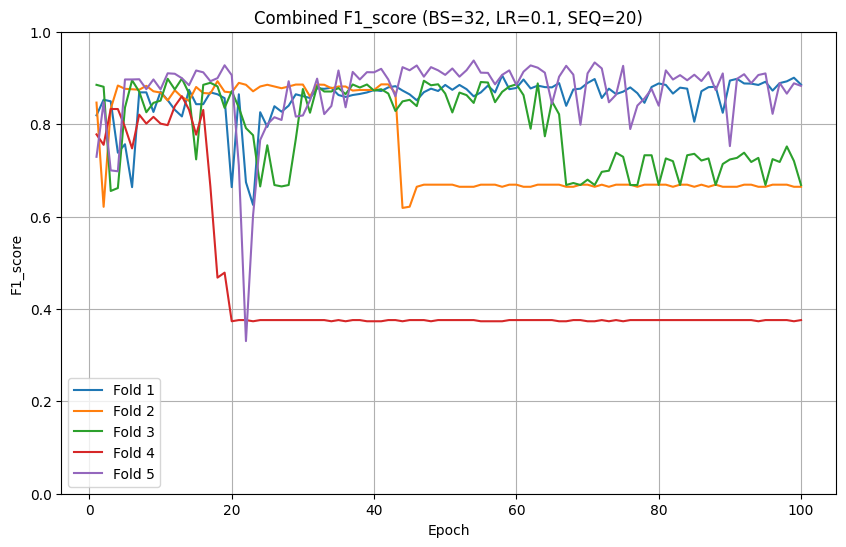 Combined F1_score (BS=32, LR=0.1, SEQ=20)
1.0
0.8
0.6
0.4
0.2
0.0
F1_score
Fold 1
Fold 2
Fold 3
Fold 4
Fold 5
0 20 40 60 80 100
Epoch